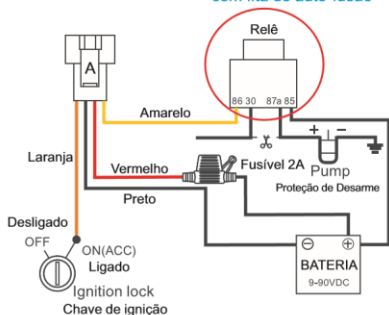 Relê
A
86 30 87a 85
Amarelo
Laranja
Fusível 2A
+ -
Pump
Proteção de Desarme
Vermelho
Preto
Desligado
OFF
ON(ACC)
Ligado
Ignition lock
Chave de ignição
⊖ ⊕
BATERIA
9-90VDC